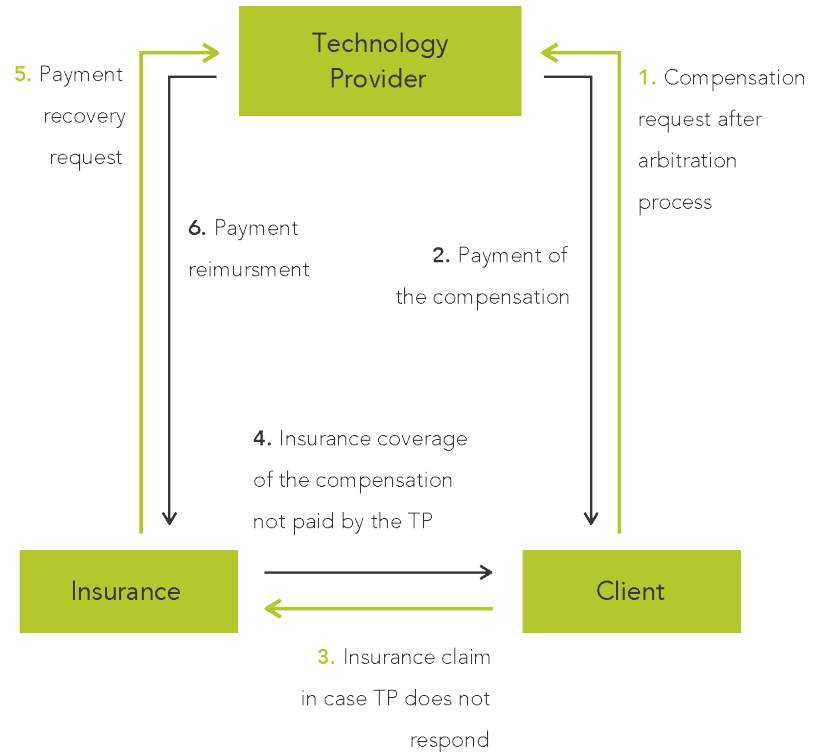 Technology
Provider
5. Payment
recovery
request
1. Compensation
request after
arbitration
process
6. Payment
reimursment
2. Payment of
the compensation
4. Insurance coverage
of the compensation
not paid by the TP
Insurance
Client
3. Insurance claim
in case TP does not
respond